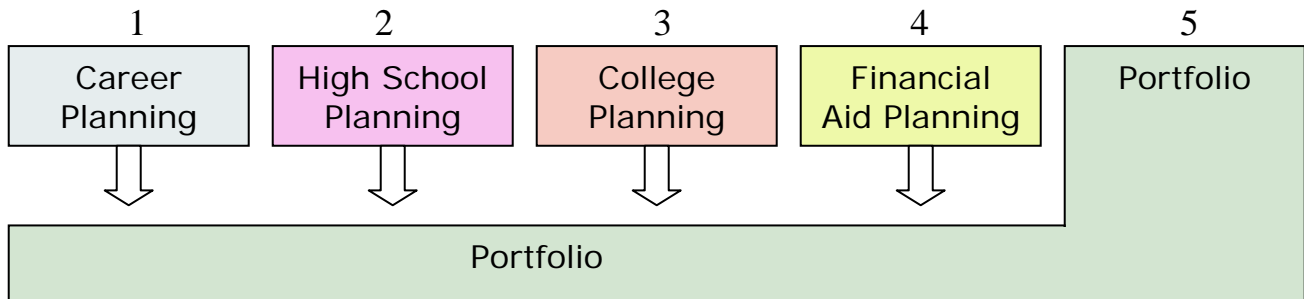 1 2 3 4 5
Career
Planning
High School
Planning
College
Planning
Financial
Aid Planning
Portfolio
Portfolio